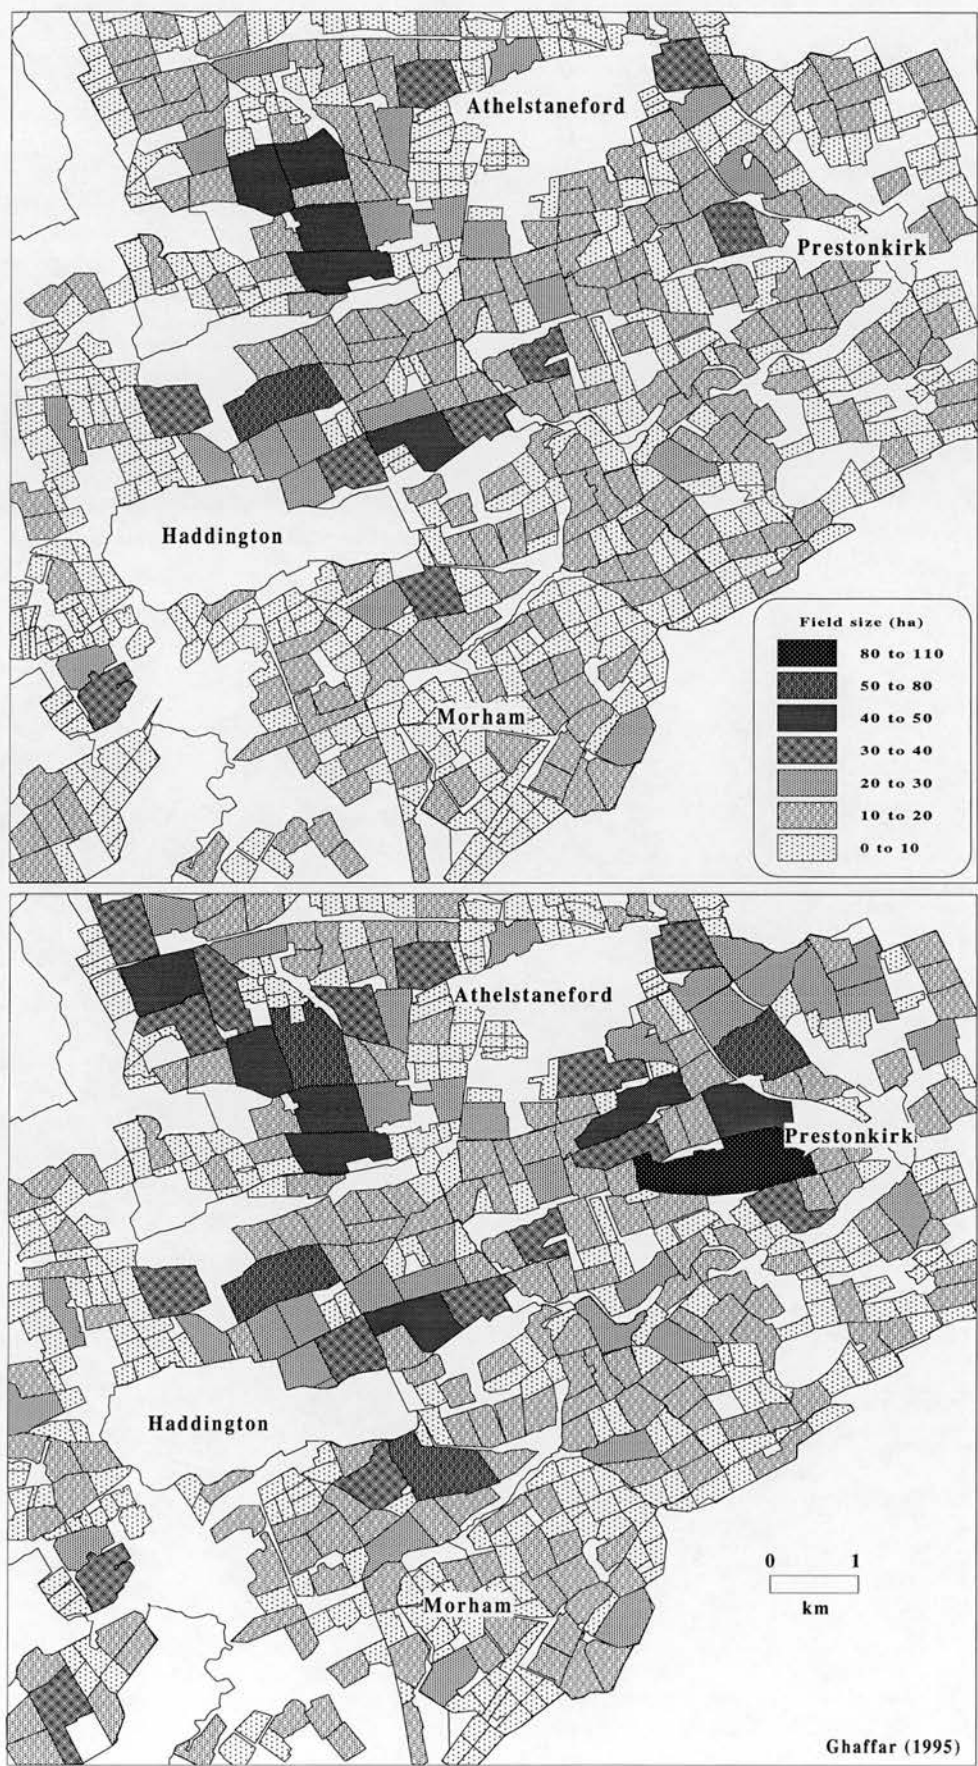 Athelstaneford
Prestonkirk
Haddington
Morham
Field size (ha)
80 to 110
50 to 80
40 to 50
30 to 40
20 to 30
10 to 20
0 to 10
Athelstaneford
Prestonkirk
Haddington
Morham
0 1
km
Ghaffar (1995)